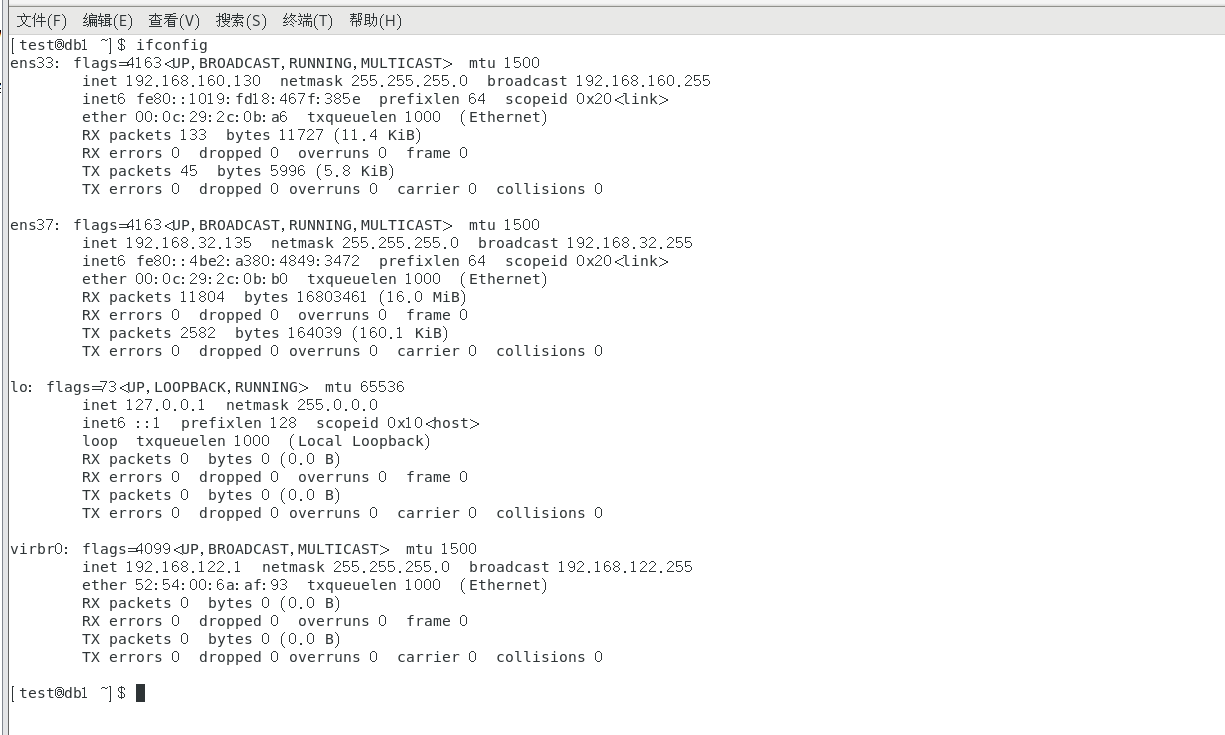 文件(F) 编辑(E) 查看(V) 搜索(S) 终端(T) 帮助(H)
[test@db1 ~]$ ifconfig
ens33: flags=4163<UP,BROADCAST,RUNNING,MULTICAST>  mtu 1500
        inet 192.168.160.130  netmask 255.255.255.0  broadcast 192.168.160.255
        inet6 fe80::1019:fd18:467f:385e  prefixlen 64  scopeid 0x20<link>
        ether 00:0c:29:2c:0b:a6  txqueuelen 1000  (Ethernet)
        RX packets 133  bytes 11727 (11.4 KiB)
        RX errors 0  dropped 0  overruns 0  frame 0
        TX packets 45  bytes 5996 (5.8 KiB)
        TX errors 0  dropped 0 overruns 0  carrier 0  collisions 0

ens37: flags=4163<UP,BROADCAST,RUNNING,MULTICAST>  mtu 1500
        inet 192.168.32.135  netmask 255.255.255.0  broadcast 192.168.32.255
        inet6 fe80::4be2:a380:4849:3472  prefixlen 64  scopeid 0x20<link>
        ether 00:0c:29:2c:0b:b0  txqueuelen 1000  (Ethernet)
        RX packets 11804  bytes 16803461 (16.0 MiB)
        RX errors 0  dropped 0  overruns 0  frame 0
        TX packets 2582  bytes 164039 (160.1 KiB)
        TX errors 0  dropped 0 overruns 0  carrier 0  collisions 0

lo: flags=73<UP,LOOPBACK,RUNNING>  mtu 65536
        inet 127.0.0.1  netmask 255.0.0.0
        inet6 ::1  prefixlen 128  scopeid 0x10<host>
        loop  txqueuelen 1000  (Local Loopback)
        RX packets 0  bytes 0 (0.0 B)
        RX errors 0  dropped 0  overruns 0  frame 0
        TX packets 0  bytes 0 (0.0 B)
        TX errors 0  dropped 0 overruns 0  carrier 0  collisions 0

virbr0: flags=4099<UP,BROADCAST,MULTICAST>  mtu 1500
        inet 192.168.122.1  netmask 255.255.255.0  broadcast 192.168.122.255
        ether 52:54:00:6a:af:93  txqueuelen 1000  (Ethernet)
        RX packets 0  bytes 0 (0.0 B)
        RX errors 0  dropped 0  overruns 0  frame 0
        TX packets 0  bytes 0 (0.0 B)
        TX errors 0  dropped 0 overruns 0  carrier 0  collisions 0

[test@db1 ~]$